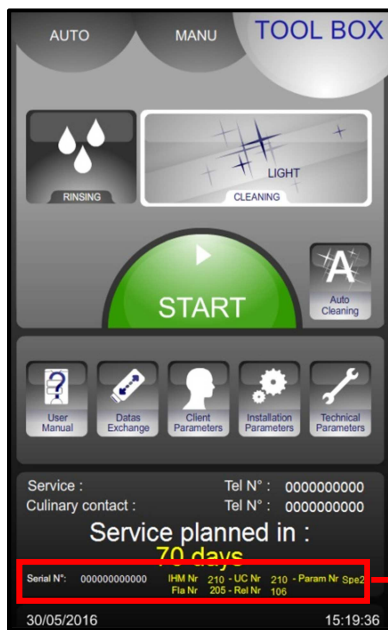 AUTO MANU TOOL BOX
LIGHT
RINSING CLEANING
START
A
Auto
Cleaning
?
User Manual Datas Exchange Client Parameters Installation Parameters Technical Parameters
Service : Tel N° : 0000000000
Culinary contact : Tel N° : 0000000000
Service planned in :
70 days
Serial N°: 000000000000 IHM Nr 210 - UC Nr 210 - Param Nr Spe2
Fla Nr 205 - Rel Nr 106
30/05/2016 15:19:36